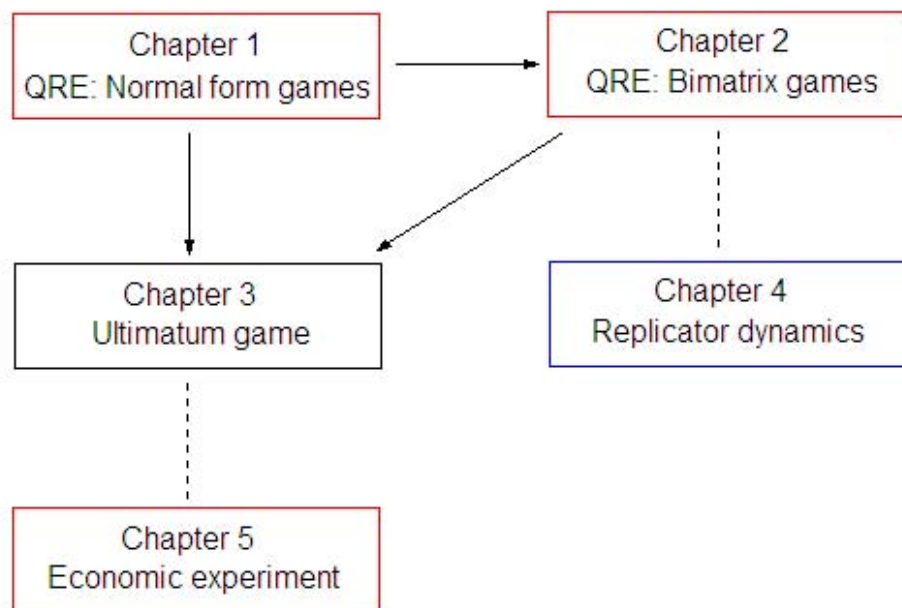 Chapter 1
QRE: Normal form games
Chapter 2
QRE: Bimatrix games
Chapter 3
Ultimatum game
Chapter 4
Replicator dynamics
Chapter 5
Economic experiment